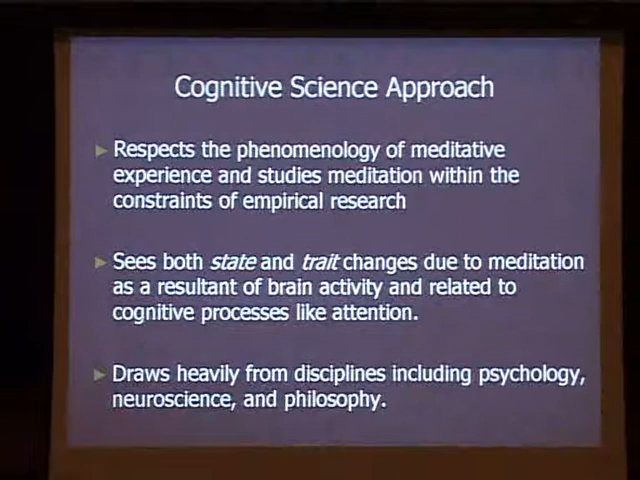 Cognitive Science Approach
Respects the phenomenology of meditative
experience and studies meditation within the
constraints of empirical research
Sees both state and trait changes due to meditation
as a resultant of brain activity and related to
cognitive processes like attention.
Draws heavily from disciplines including psychology,
neuroscience, and philosophy.